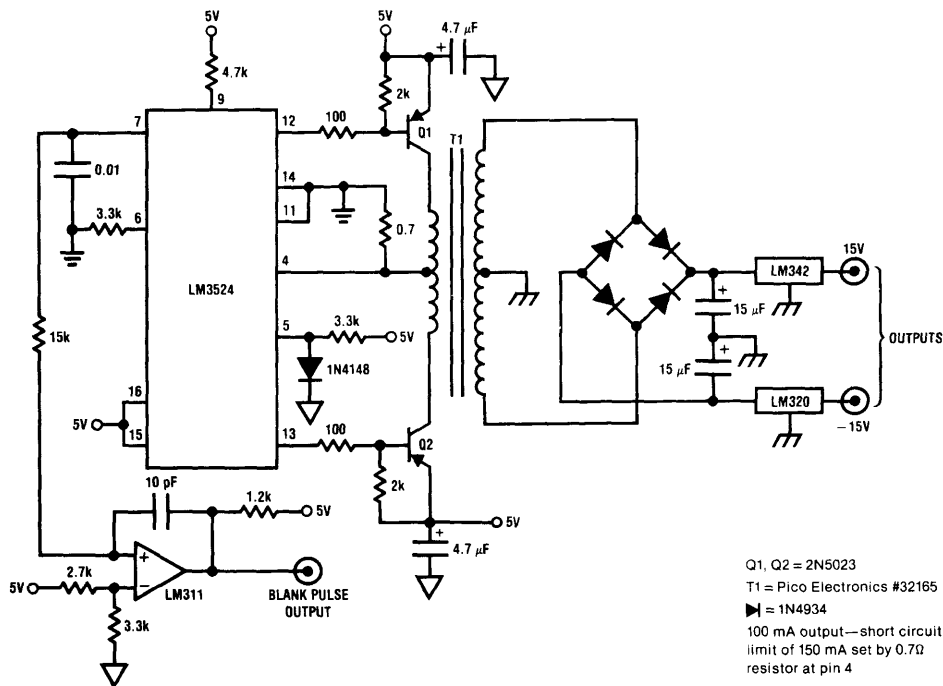 5V
4.7k
9
7
0.01
3.3k
6
15k
16
5V
15
LM3524
12
100
14
11
4
5
3.3k
5V
1N4148
13
100
5V
4.7 µF
+
2k
Q1
T1
0.7
Q2
2k
5V
+
4.7 µF
LM342
15V
+
15 µF
+
15 µF
OUTPUTS
LM320
−15V
10 pF
1.2k
5V
5V
2.7k
+
−
LM311
3.3k
BLANK PULSE
OUTPUT
Q1, Q2 = 2N5023
T1 = Pico Electronics #32165
= 1N4934
100 mA output—short circuit
limit of 150 mA set by 0.7Ω
resistor at pin 4